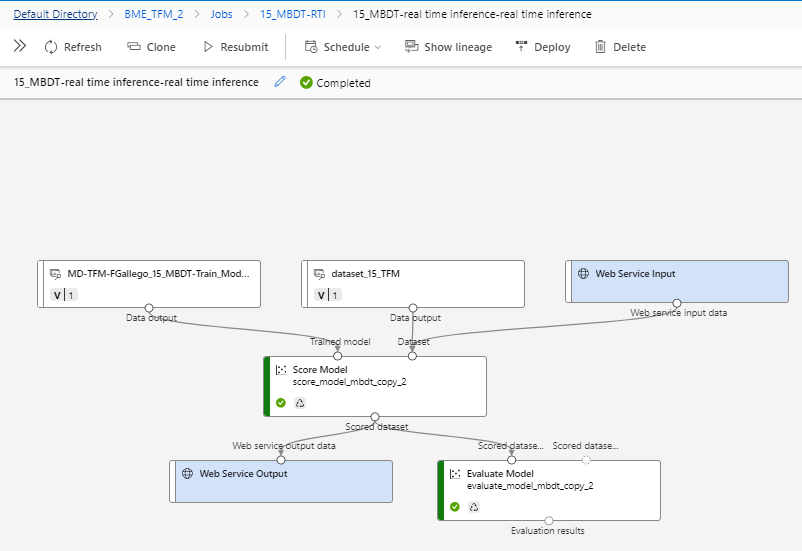 Default Directory > BME_TFM_2 > Jobs > 15_MBDT-RTI > 15_MBDT-real time inference-real time inference
Refresh Clone Resubmit Schedule Show lineage Deploy Delete
15_MBDT-real time inference-real time inference Completed
MD-TFM-FGallego_15_MBDT-Train_Mod...
V 1
Data output
dataset_15_TFM
V 1
Data output
Web Service Input
Web service input data
Trained model
Dataset
Score Model
score_model_mbdt_copy_2
Scored dataset
Web service output data
Web Service Output
Scored datase...
Scored datase...
Evaluate Model
evaluate_model_mbdt_copy_2
Evaluation results